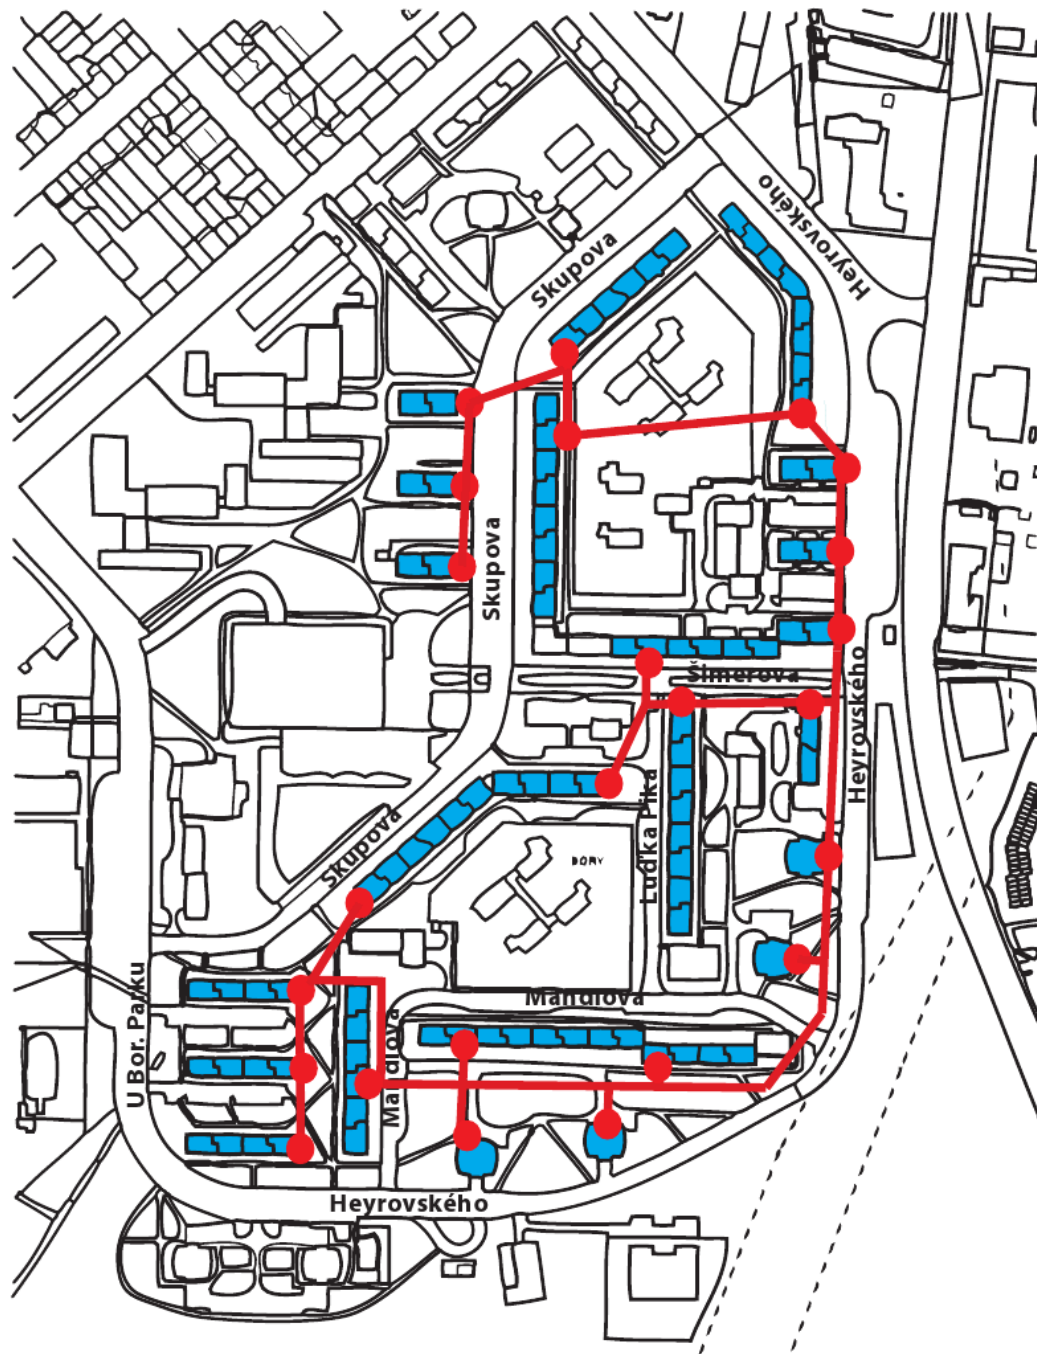 Heyrovského
Skupova
Skupova
Šimerova
Heyrovského
Luďka Pika
Skupova
BORY
Mandlova
U Bor. Parku
Mandlova
Heyrovského